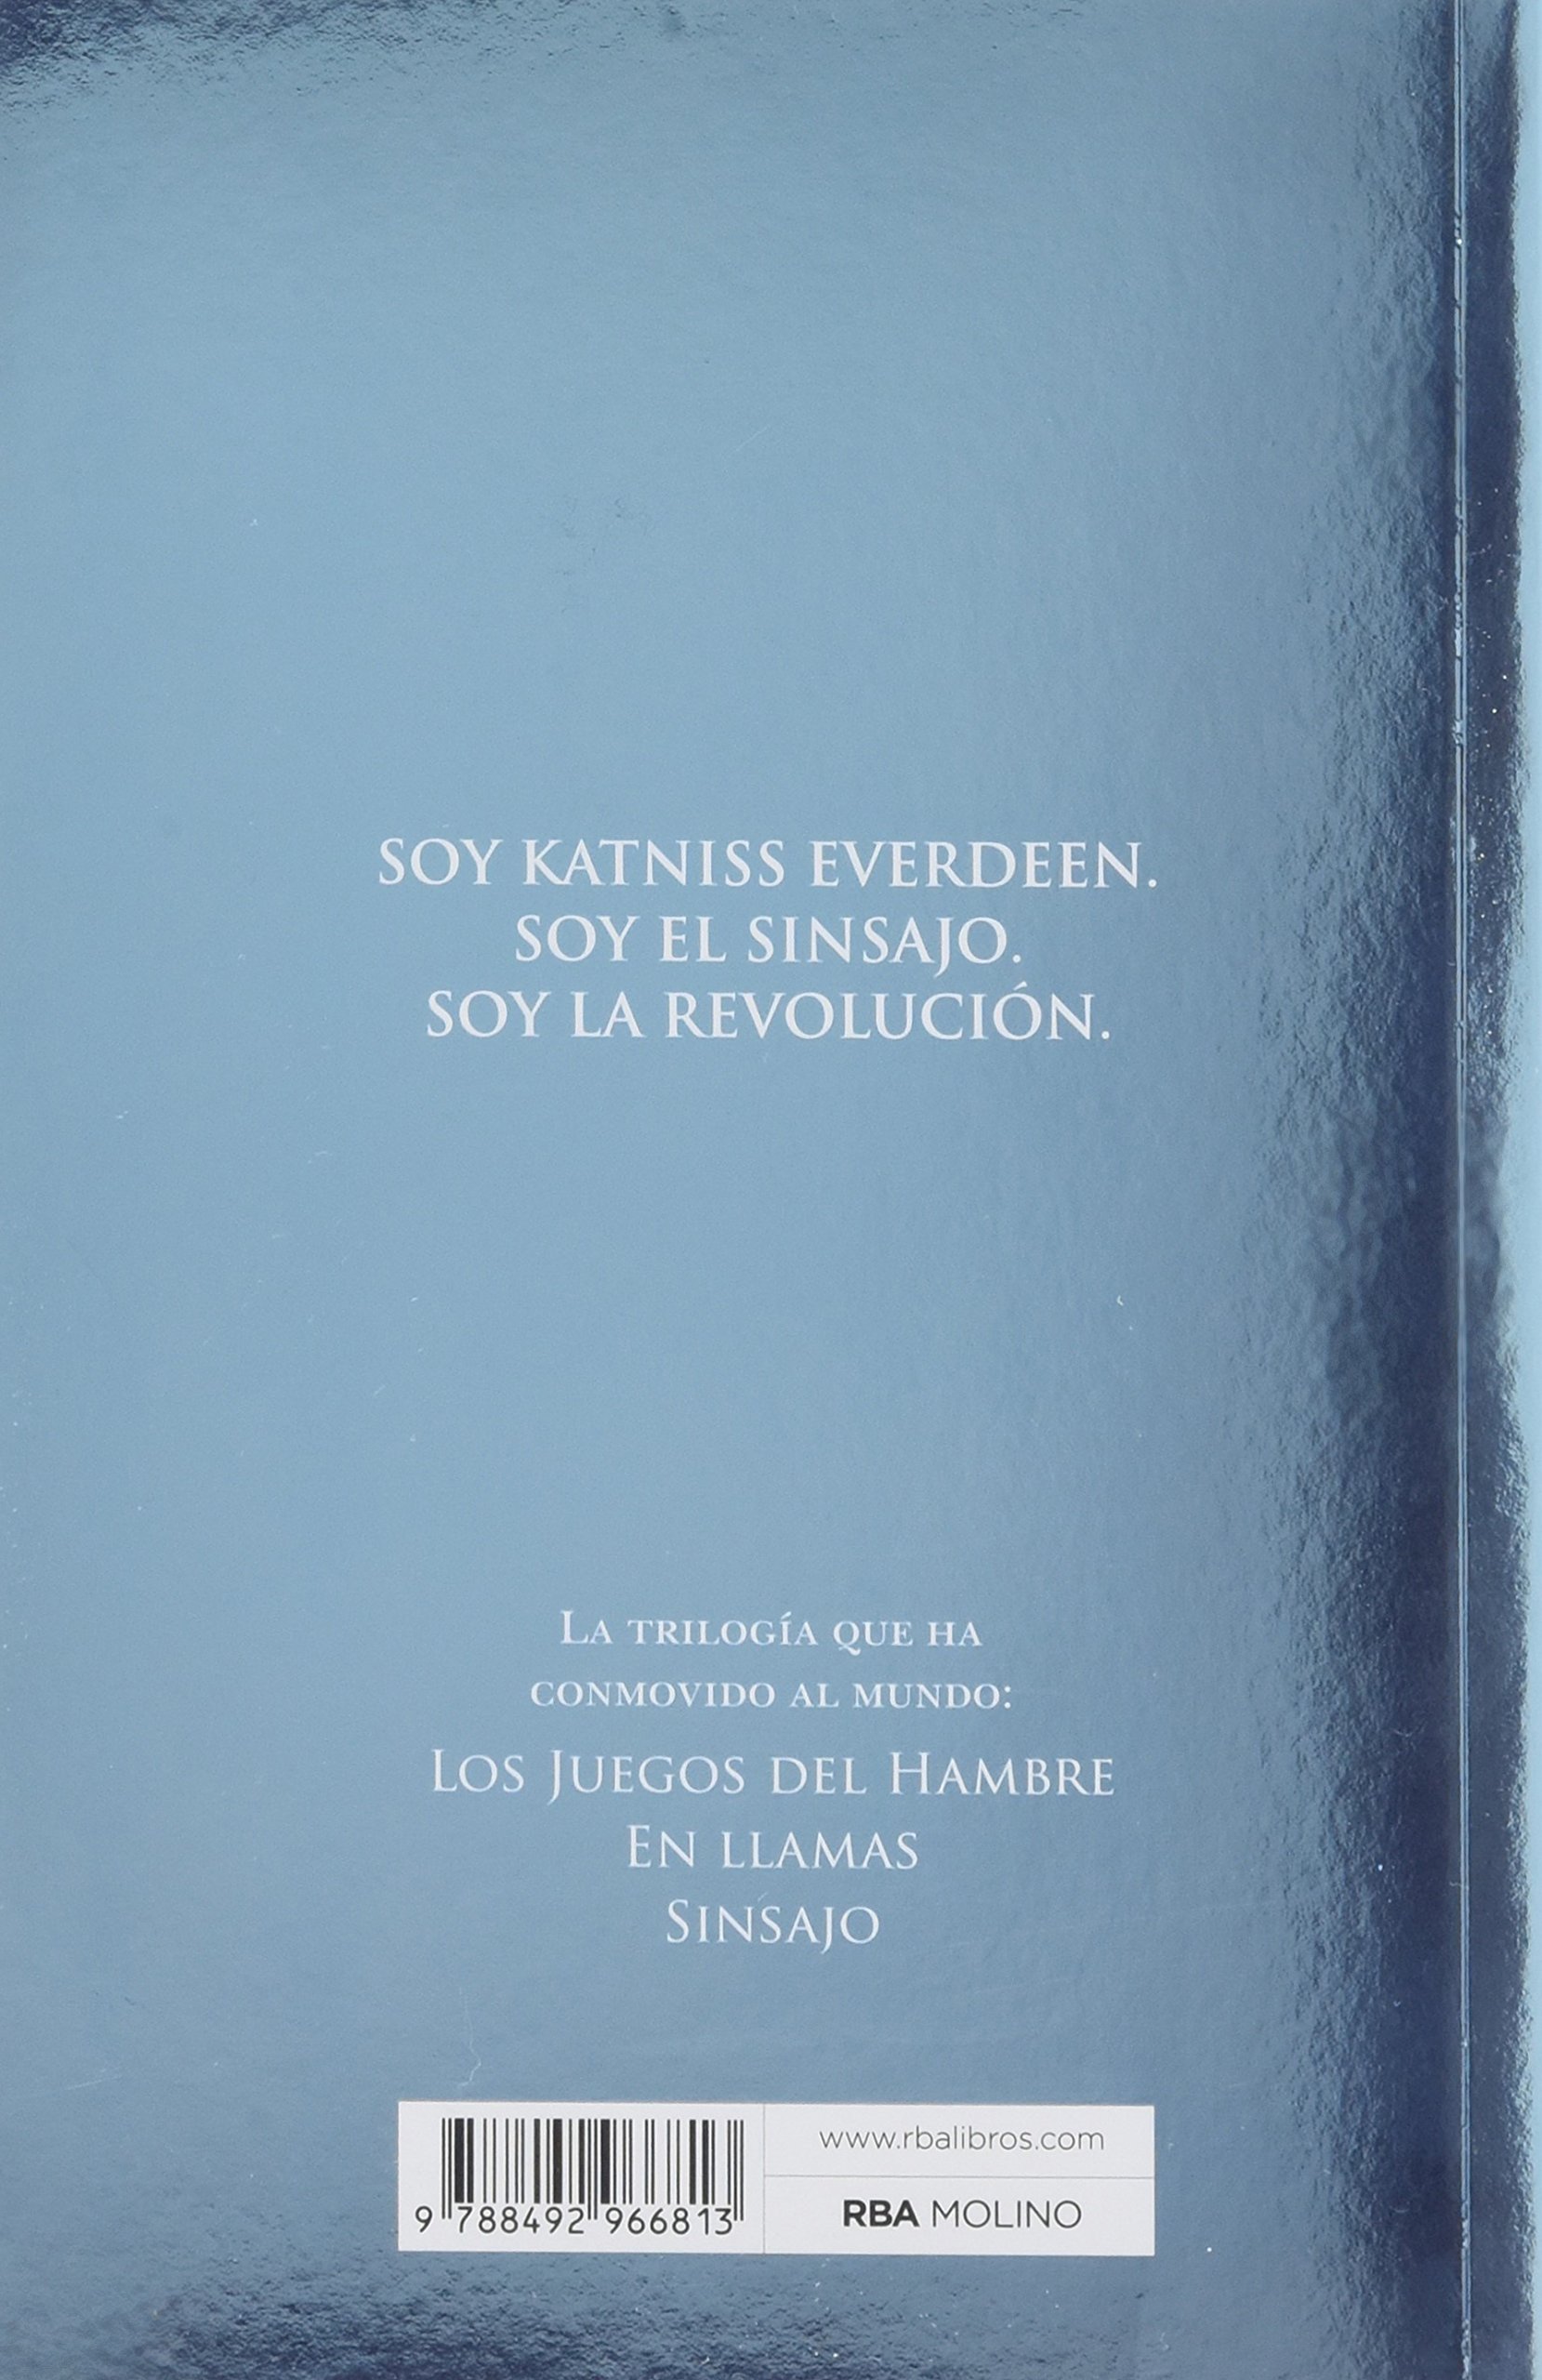 SOY KATNISS EVERDEEN.
SOY EL SINSAJO.
SOY LA REVOLUCIÓN.
La trilogía que ha
conmovido al mundo:
Los Juegos del Hambre
En llamas
Sinsajo
www.rbalibros.com
RBA MOLINO
9 788492 966813